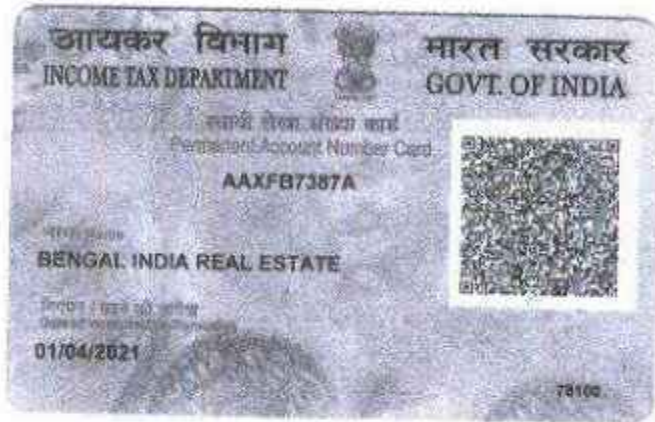 आयकर विभाग
INCOME TAX DEPARTMENT
भारत सरकार
GOVT. OF INDIA
स्थायी लेखा संख्या कार्ड
Permanent Account Number Card
AAXFB7387A
BENGAL INDIA REAL ESTATE
01/04/2021
78100